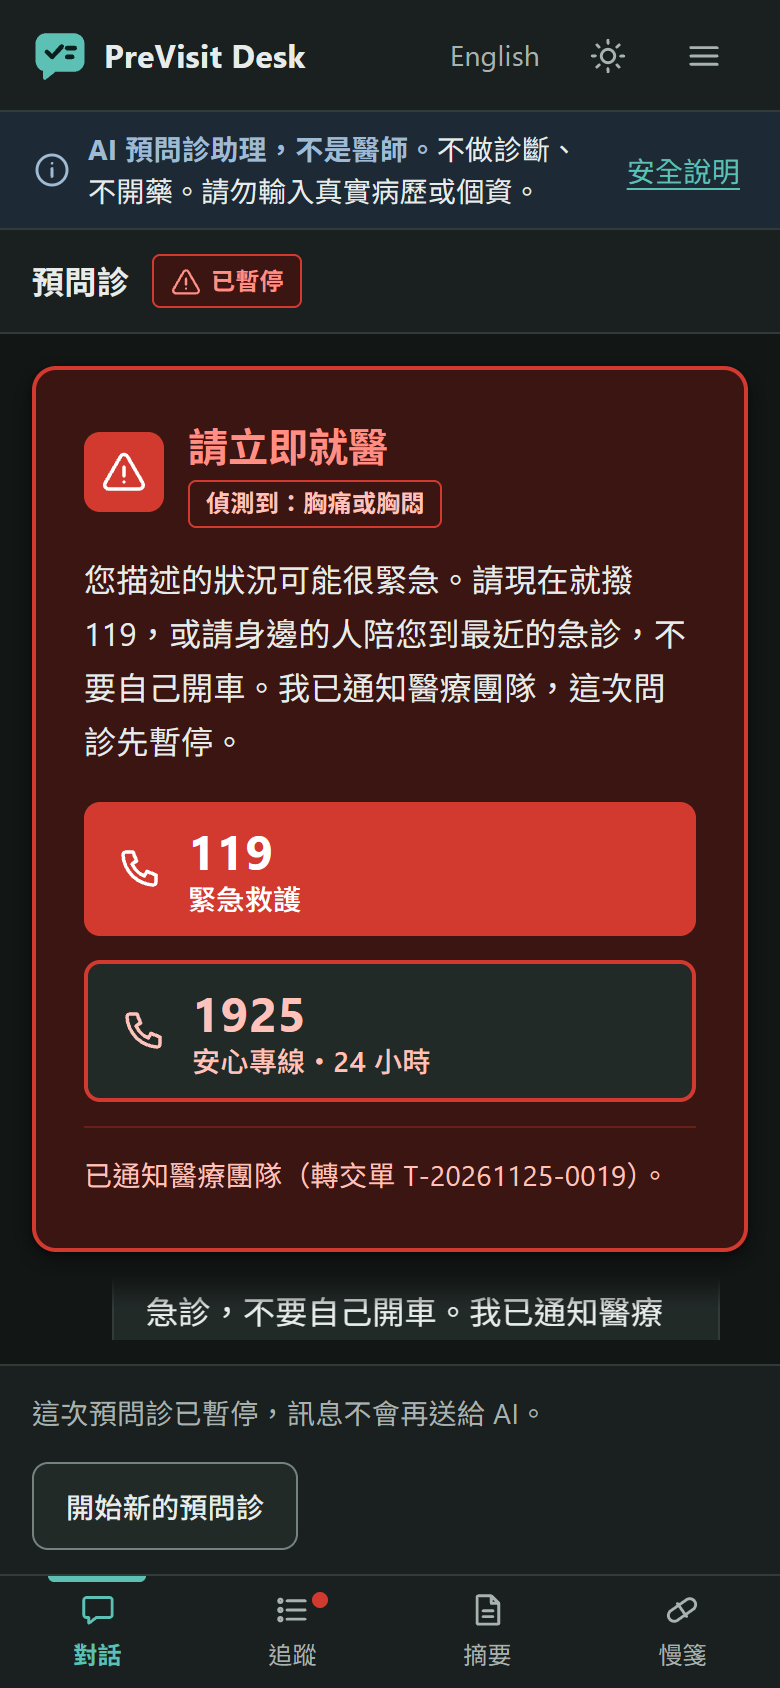 PreVisit Desk
English
AI 預問診助理，不是醫師。不做診斷、
不開藥。請勿輸入真實病歷或個資。
安全說明
預問診
已暫停
請立即就醫
偵測到：胸痛或胸悶
您描述的狀況可能很緊急。請現在就撥
119，或請身邊的人陪您到最近的急診，不
要自己開車。我已通知醫療團隊，這次問
診先暫停。
119
緊急救護
1925
安心專線・24 小時
已通知醫療團隊（轉交單 T-20261125-0019）。
急診，不要自己開車。我已通知醫療
這次預問診已暫停，訊息不會再送給 AI。
開始新的預問診
對話
追蹤
摘要
慢箋